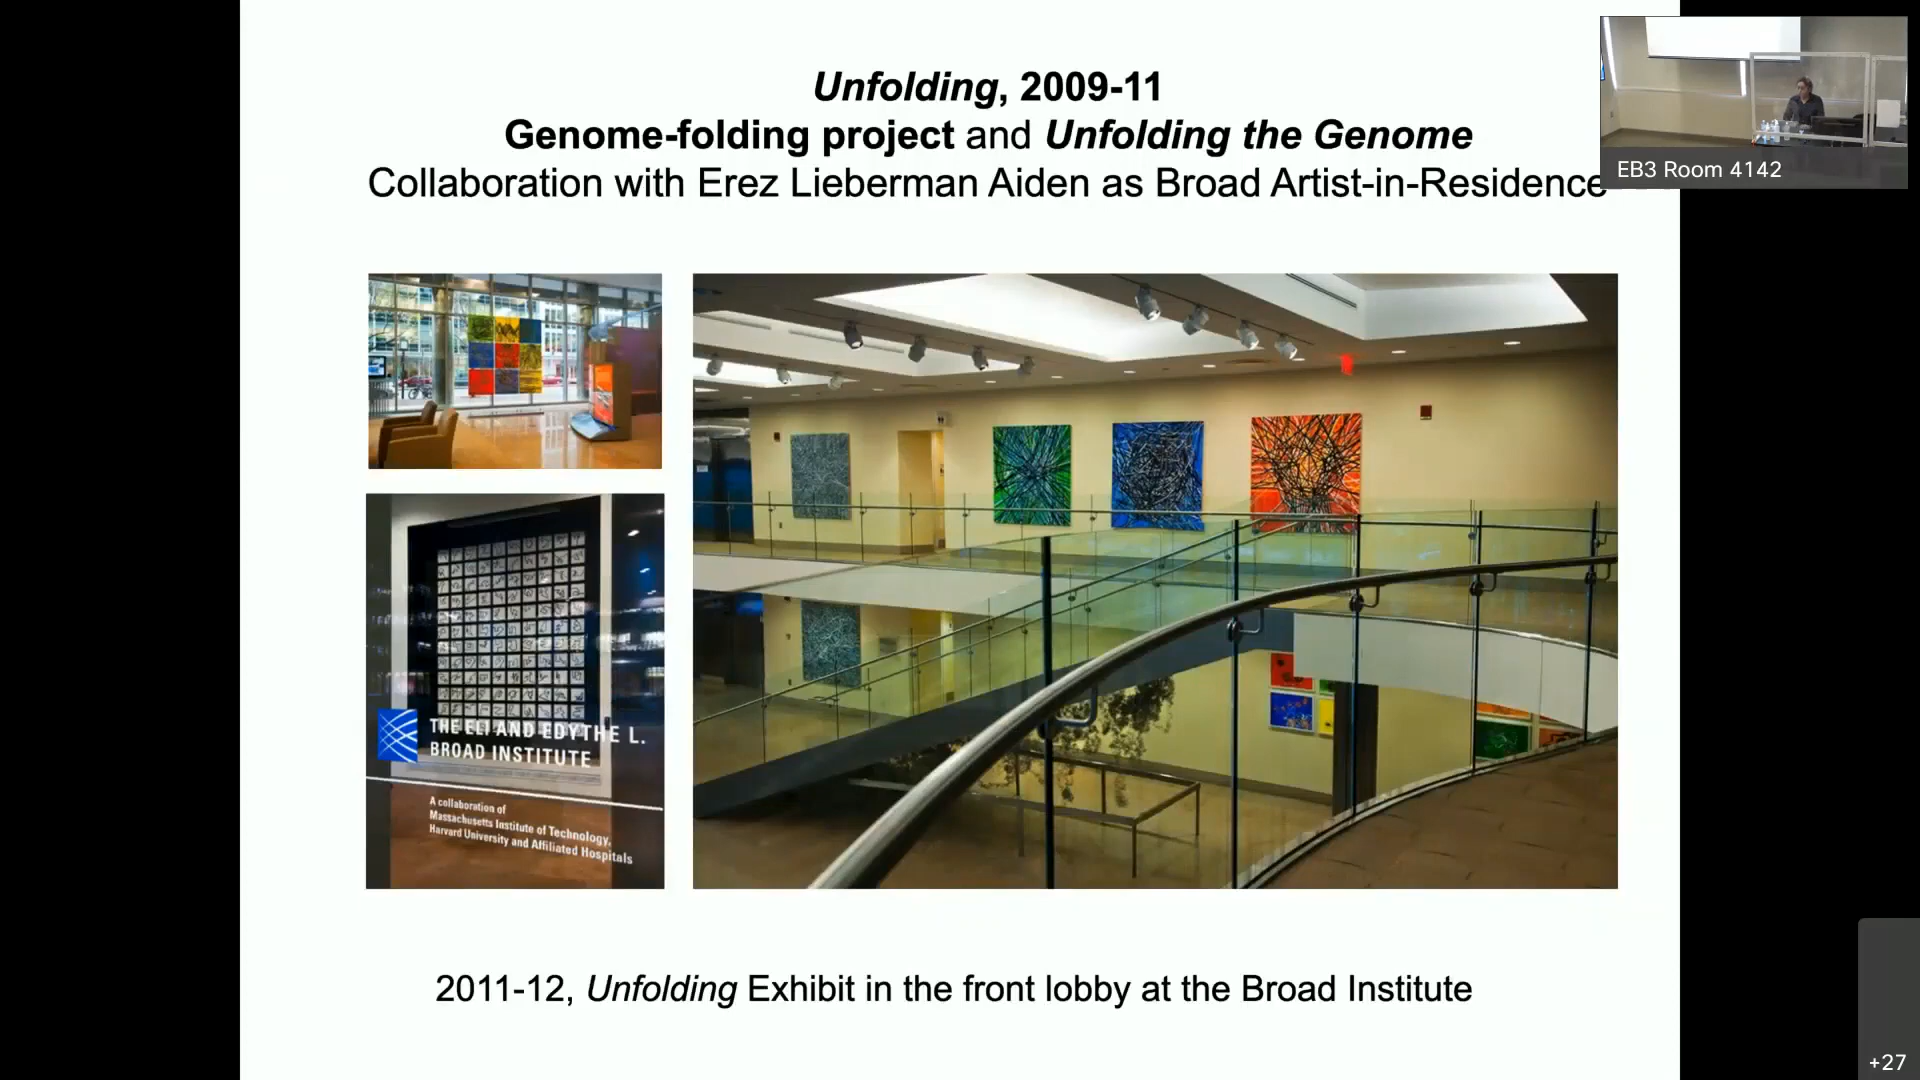 Unfolding, 2009-11
Genome-folding project and Unfolding the Genome
Collaboration with Erez Lieberman Aiden as Broad Artist-in-Residence
EB3 Room 4142
THE ELI AND EDYTHE L.
BROAD INSTITUTE
A collaboration of
Massachusetts Institute of Technology,
Harvard University and Affiliated Hospitals
2011-12, Unfolding Exhibit in the front lobby at the Broad Institute
+27